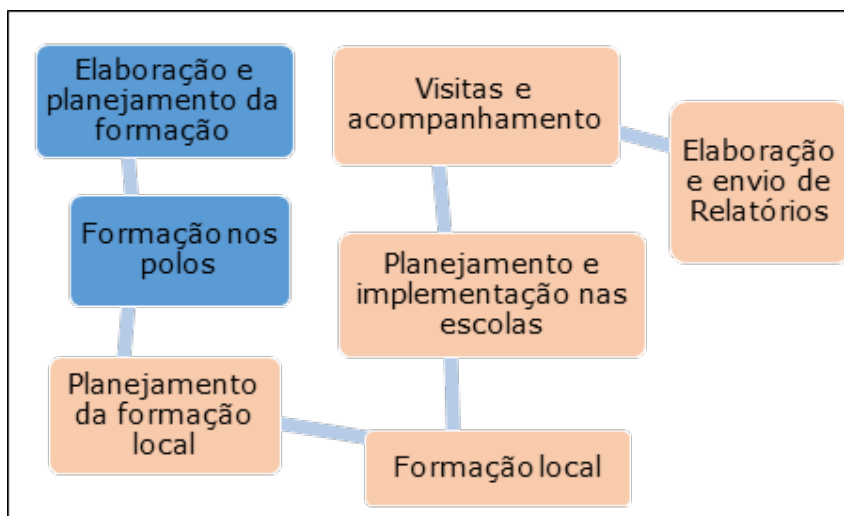 Elaboração e
planejamento da
formação
Formação nos
polos
Planejamento
da formação
local
Formação local
Planejamento e
implementação nas
escolas
Visitas e
acompanhamento
Elaboração
e envio de
Relatórios